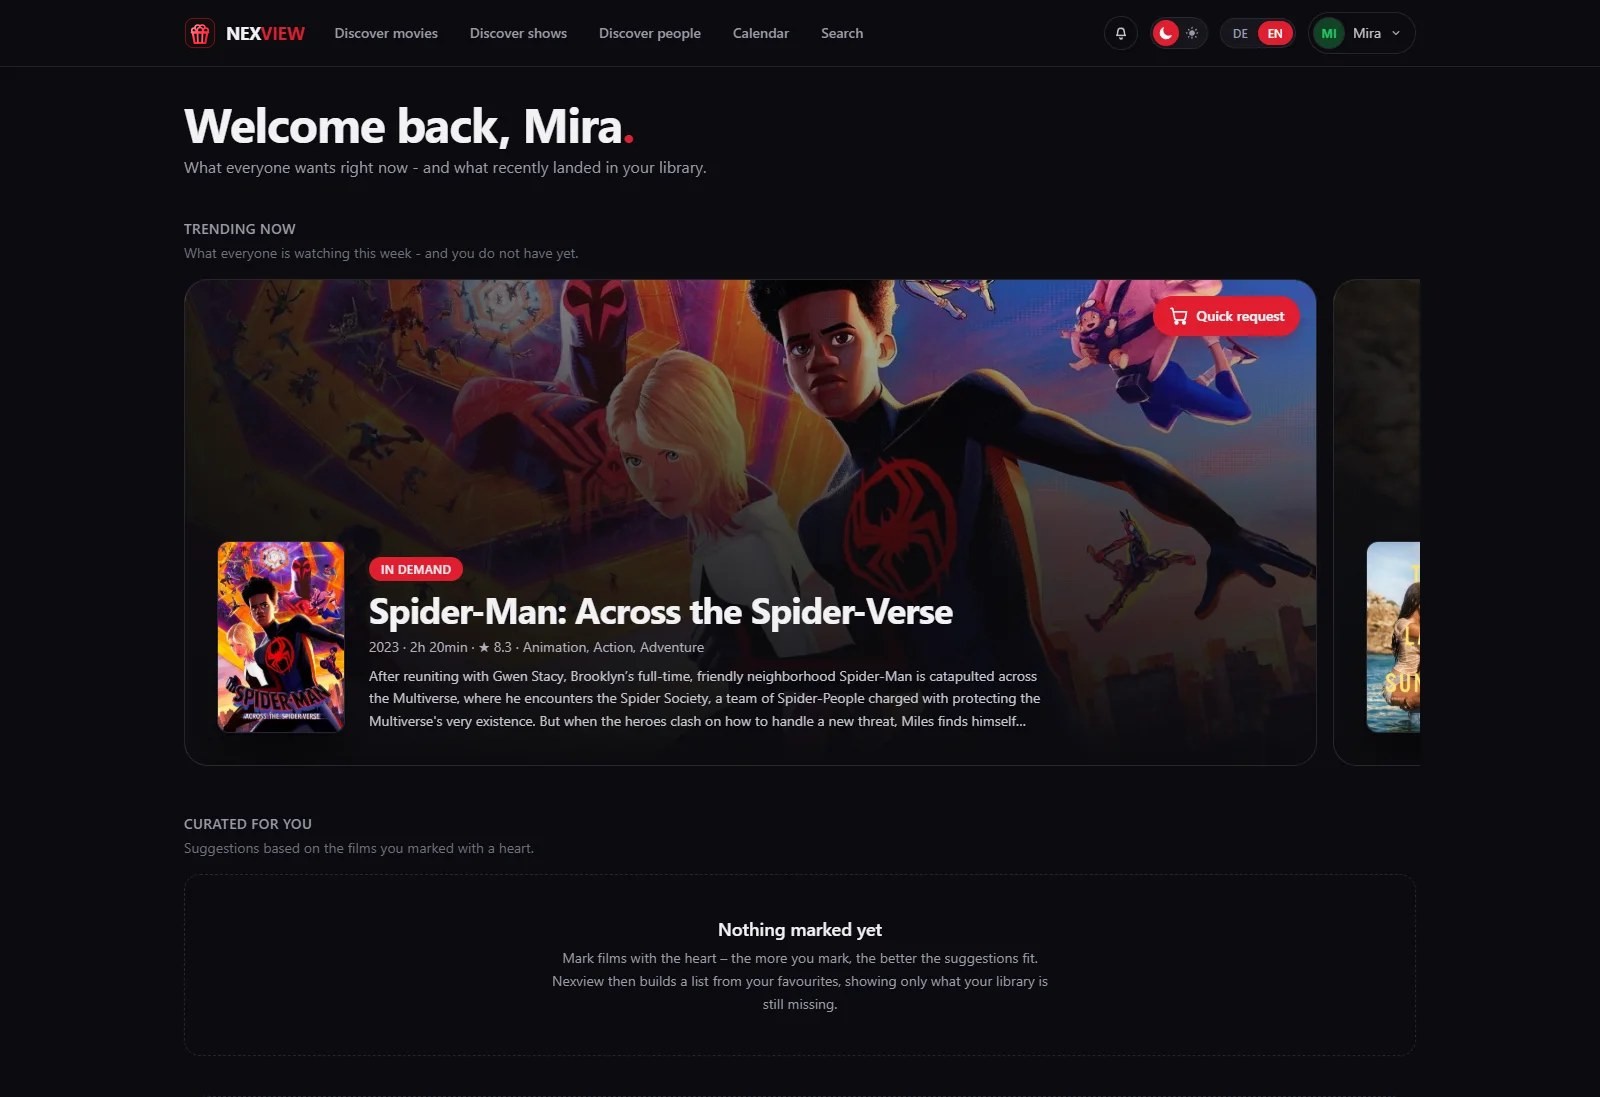 NEXVIEW
Discover movies
Discover shows
Discover people
Calendar
Search
DE
EN
MI
Mira
Welcome back, Mira.
What everyone wants right now - and what recently landed in your library.
TRENDING NOW
What everyone is watching this week - and you do not have yet.
Quick request
SPIDER-MAN
ACROSS THE SPIDER-VERSE
IN DEMAND
Spider-Man: Across the Spider-Verse
2023 · 2h 20min · ★ 8.3 · Animation, Action, Adventure
After reuniting with Gwen Stacy, Brooklyn's full-time, friendly neighborhood Spider-Man is catapulted across
the Multiverse, where he encounters the Spider Society, a team of Spider-People charged with protecting the
Multiverse's very existence. But when the heroes clash on how to handle a new threat, Miles finds himself...
CURATED FOR YOU
Suggestions based on the films you marked with a heart.
Nothing marked yet
Mark films with the heart – the more you mark, the better the suggestions fit.
Nexview then builds a list from your favourites, showing only what your library is
still missing.